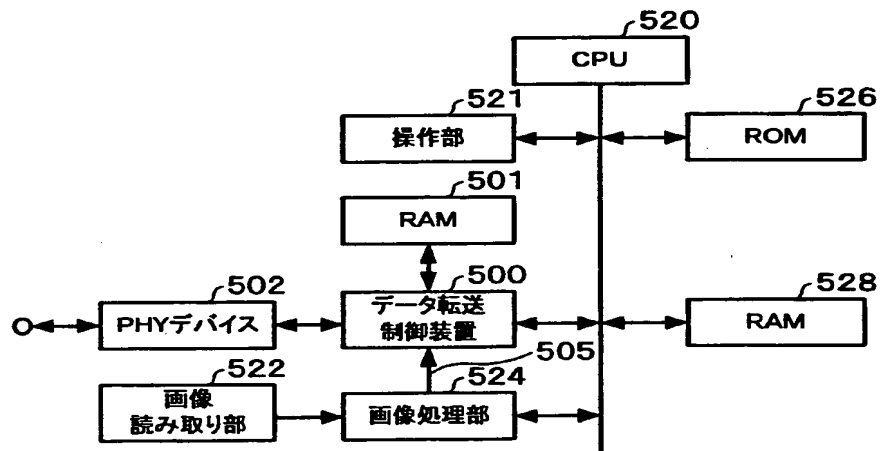 520
CPU
521
操作部
526
ROM
501
RAM
502
PHYデバイス
500
データ転送
制御装置
528
RAM
505
522
画像
読み取り部
524
画像処理部